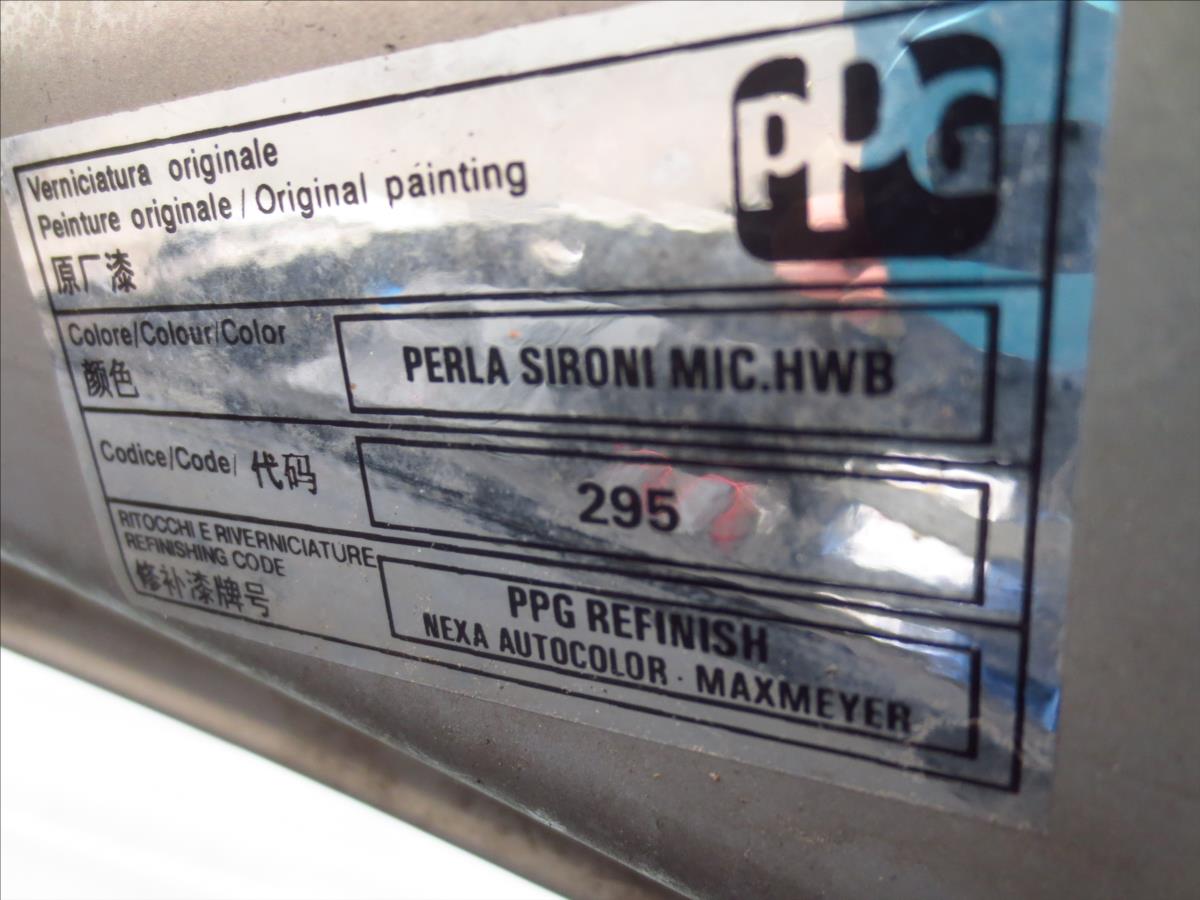 Verniciatura originale
Peinture originale / Original painting
原厂漆
PPG
Colore/Colour/Color
颜色
PERLA SIRONI MIC.HWB
Codice/Code/ 代码
295
RITOCCHI E RIVERNICIATURE
REFINISHING CODE
修补漆牌号
PPG REFINISH
NEXA AUTOCOLOR · MAXMEYER